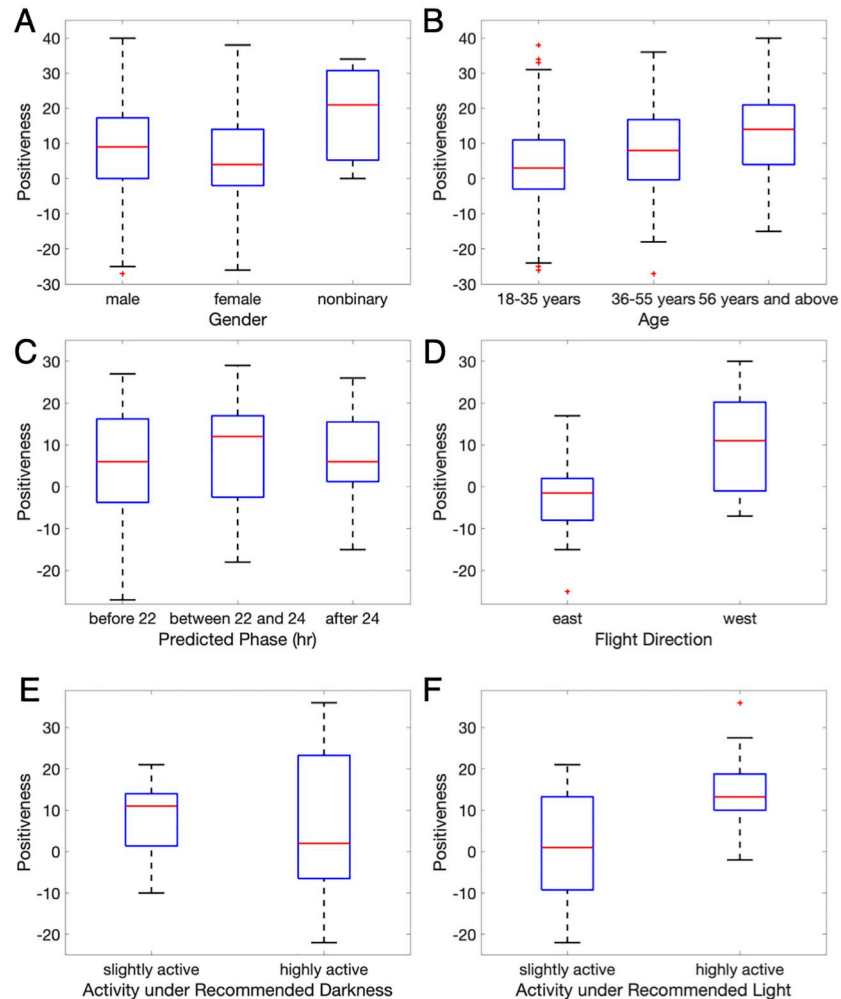 A
B
40
30
20
10
0
-10
-20
-30
Positiveness
male
female
nonbinary
Gender
40
30
20
10
0
-10
-20
-30
Positiveness
18-35 years
36-55 years
56 years and above
Age
C
D
30
20
10
0
-10
-20
Positiveness
before 22
between 22 and 24
after 24
Predicted Phase (hr)
30
20
10
0
-10
-20
Positiveness
east
west
Flight Direction
E
F
30
20
10
0
-10
-20
Positiveness
slightly active
highly active
Activity under Recommended Darkness
30
20
10
0
-10
-20
Positiveness
slightly active
highly active
Activity under Recommended Light